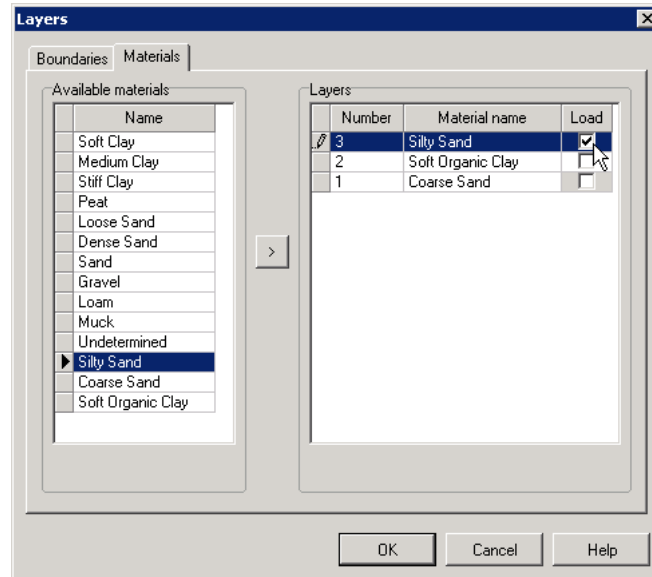 Layers
Boundaries Materials
Available materials
Name
Soft Clay
Medium Clay
Stiff Clay
Peat
Loose Sand
Dense Sand
Sand
Gravel
Loam
Muck
Undetermined
Silty Sand
Coarse Sand
Soft Organic Clay
>
Layers
Number Material name Load
3 Silty Sand
2 Soft Organic Clay
1 Coarse Sand
OK Cancel Help